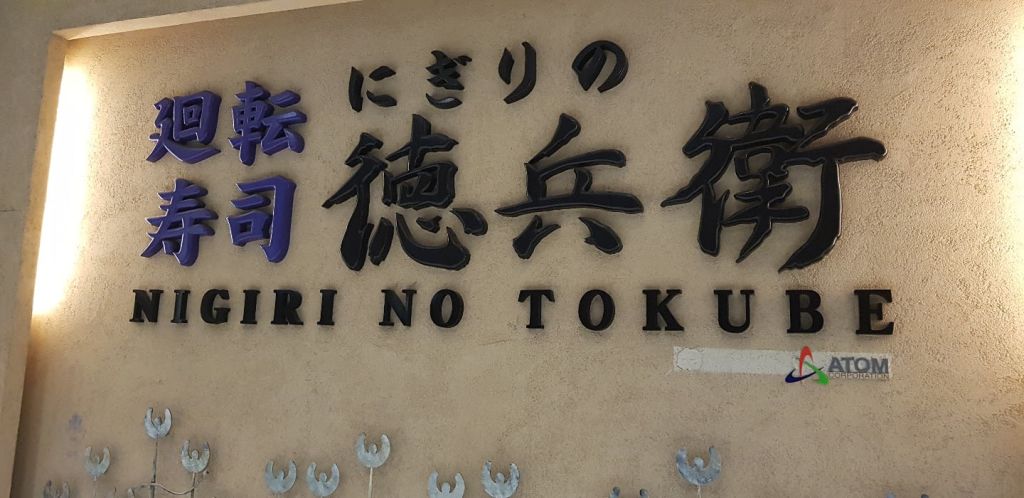 廻転
寿司
にぎりの
徳兵衛
NIGIRI NO TOKUBE
ATOM
CORPORATION